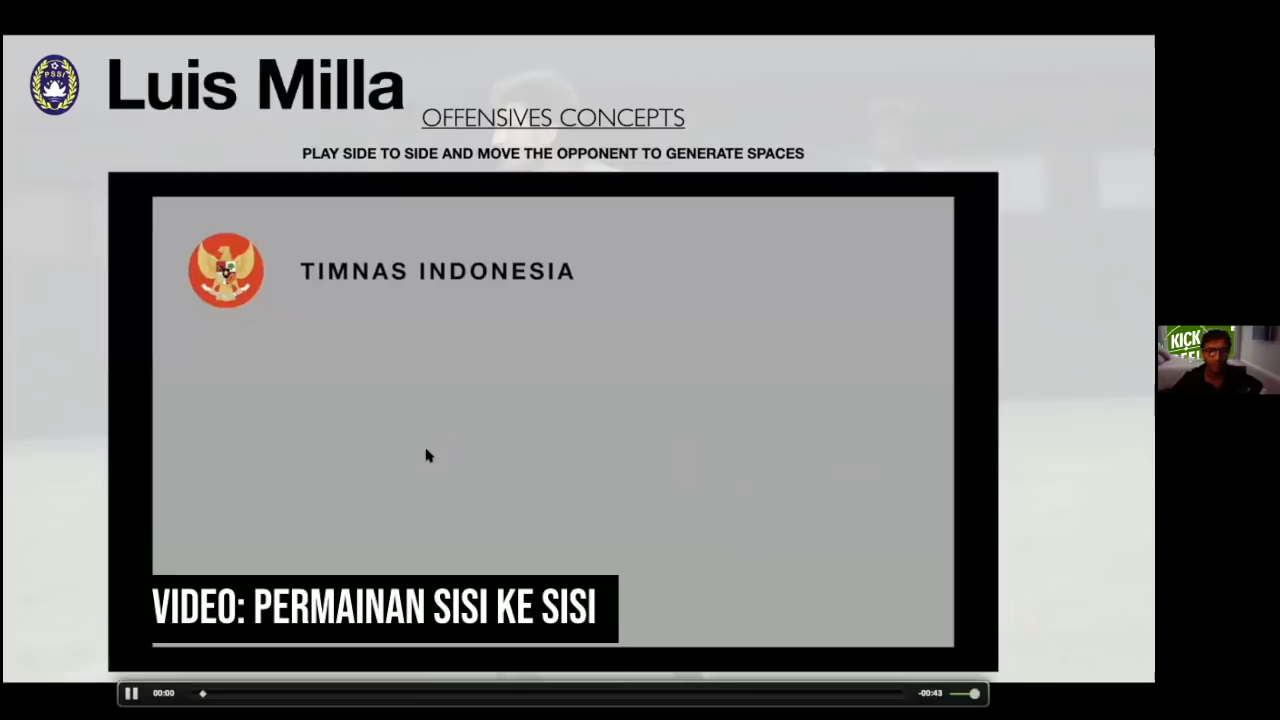 PSSI
Luis Milla
OFFENSIVES CONCEPTS
PLAY SIDE TO SIDE AND MOVE THE OPPONENT TO GENERATE SPACES
TIMNAS INDONESIA
VIDEO: PERMAINAN SISI KE SISI
00:00
-00:43
KICK